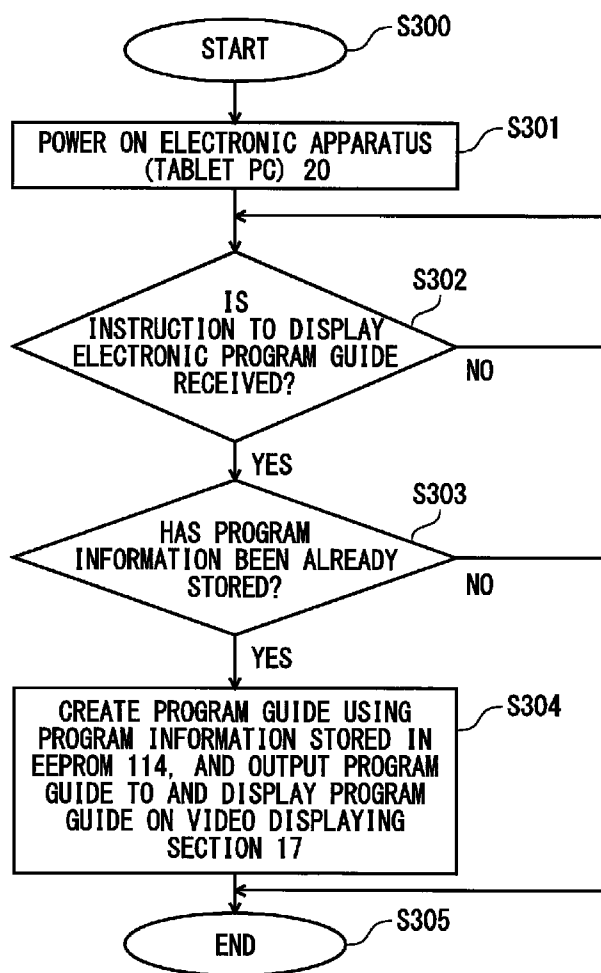 START
S300
POWER ON ELECTRONIC APPARATUS
(TABLET PC) 20
S301
IS
INSTRUCTION TO DISPLAY
ELECTRONIC PROGRAM GUIDE
RECEIVED?
S302
NO
YES
HAS PROGRAM
INFORMATION BEEN ALREADY
STORED?
S303
NO
YES
CREATE PROGRAM GUIDE USING
PROGRAM INFORMATION STORED IN
EEPROM 114, AND OUTPUT PROGRAM
GUIDE TO AND DISPLAY PROGRAM
GUIDE ON VIDEO DISPLAYING
SECTION 17
S304
END
S305